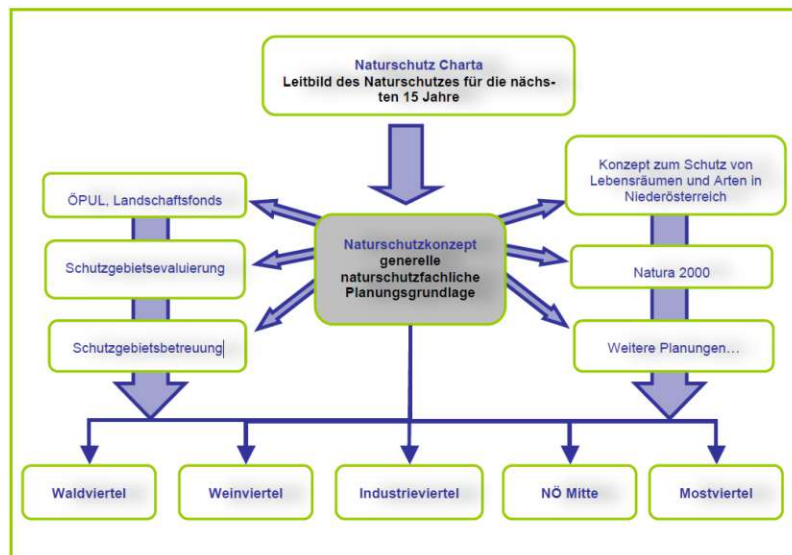 Naturschutz Charta
Leitbild des Naturschutzes für die nächs-
ten 15 Jahre
ÖPUL, Landschaftsfonds
Schutzgebietsevaluierung
Schutzgebietsbetreuung
Naturschutzkonzept
generelle
naturschutzfachliche
Planungsgrundlage
Konzept zum Schutz von
Lebensräumen und Arten in
Niederösterreich
Natura 2000
Weitere Planungen…
Waldviertel
Weinviertel
Industrieviertel
NÖ Mitte
Mostviertel